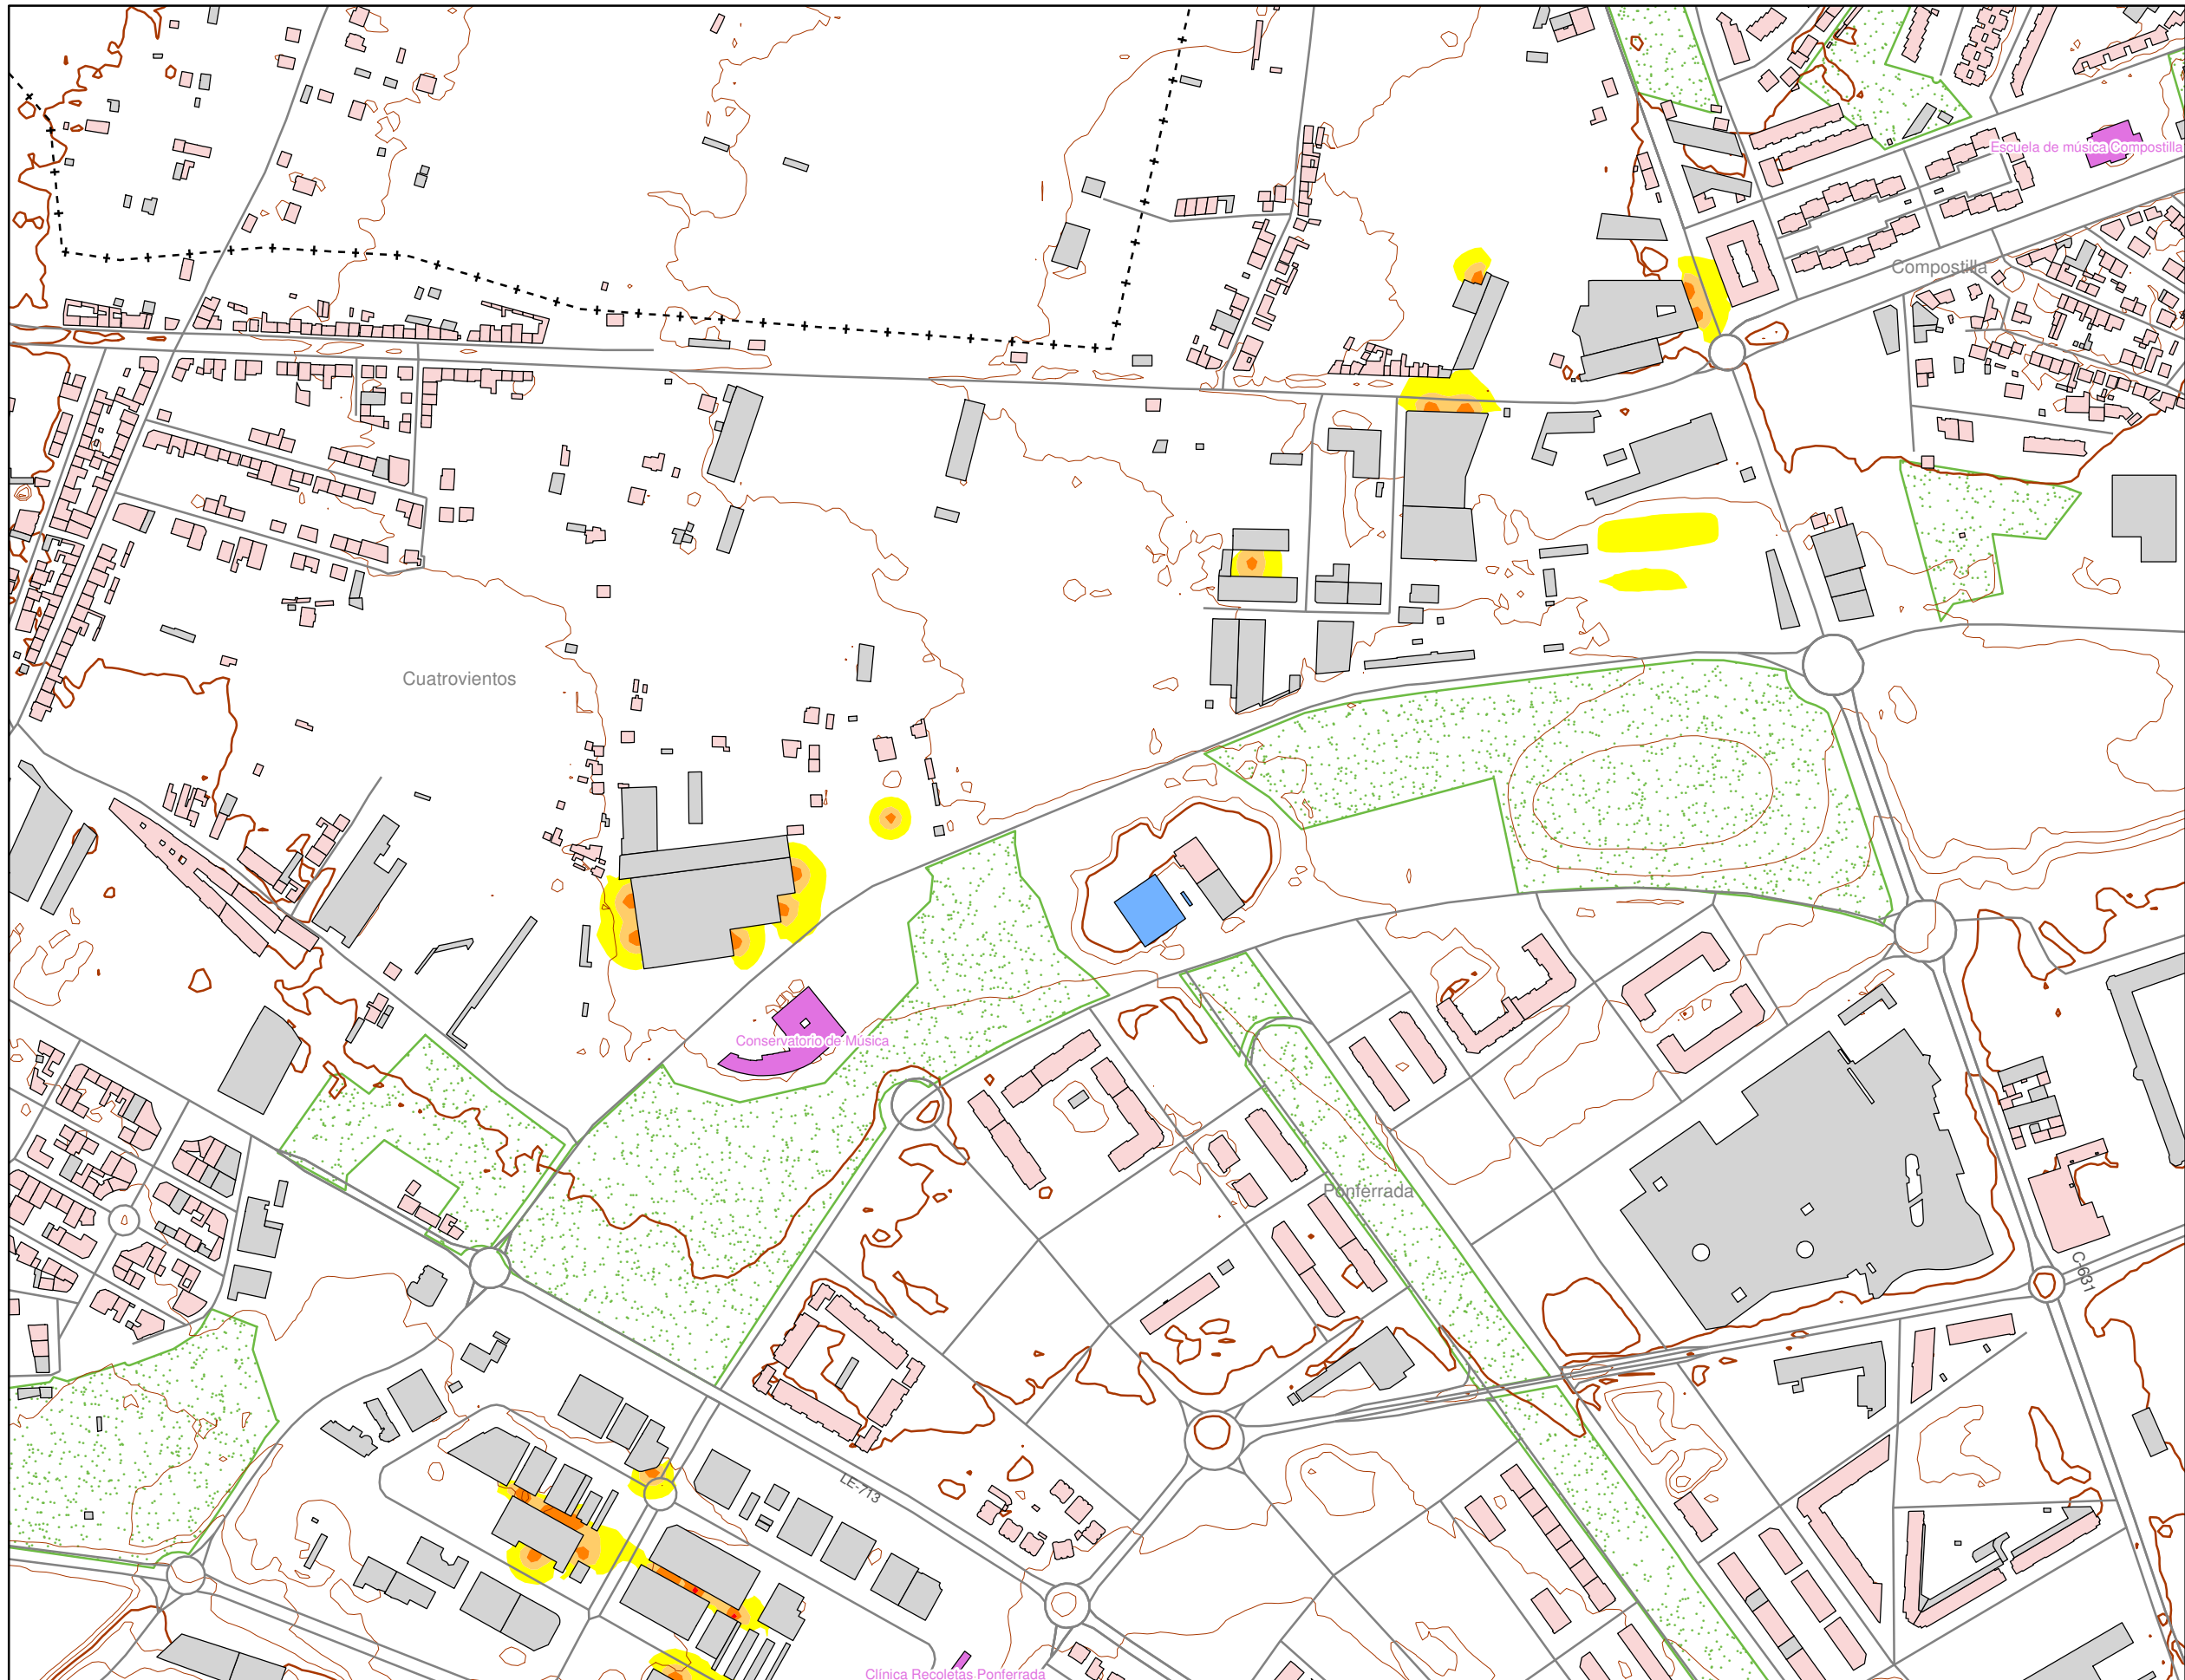 Escuela de música Compostilla
Compostilla
Cuatrovientos
Conservatorio de Música
Ponferrada
C-631
LE-713
Clínica Recoletas Ponferrada